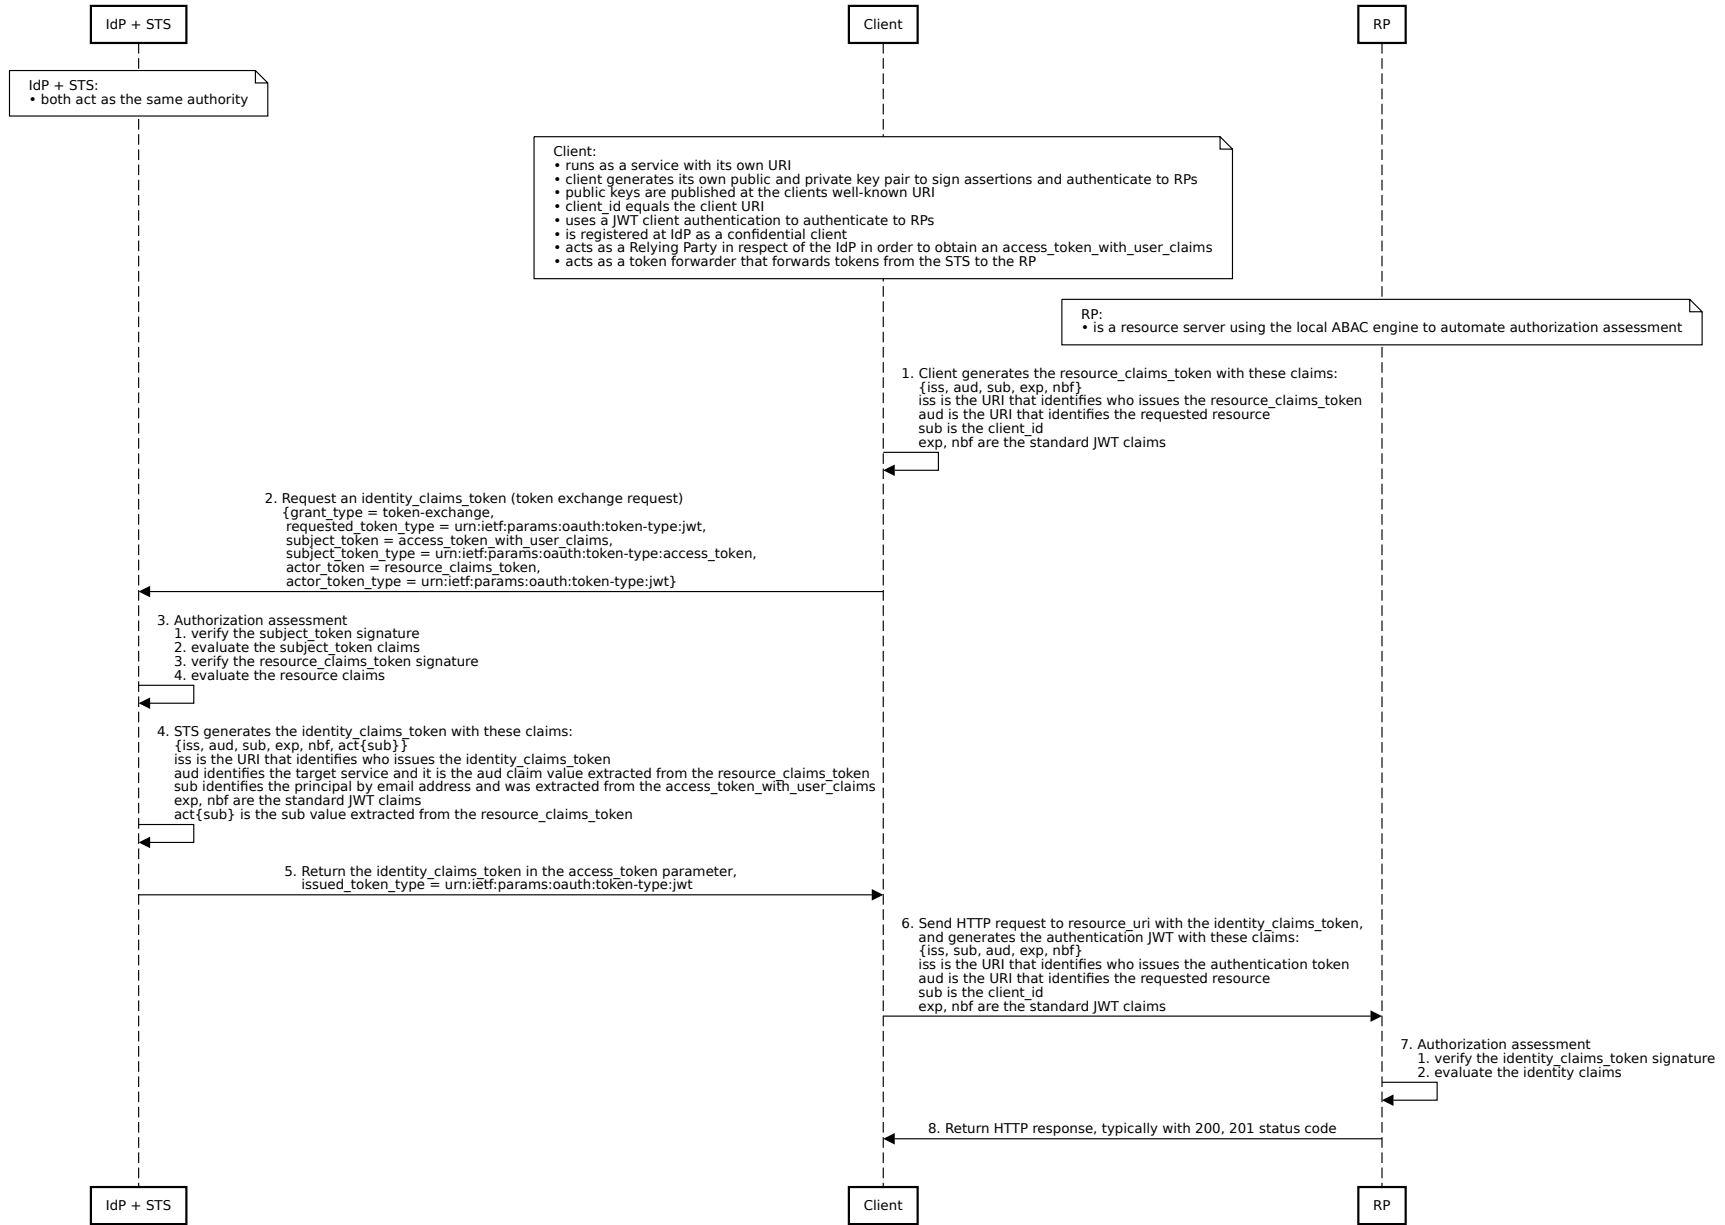 IdP + STS
Client
RP
IdP + STS:
• both act as the same authority
Client:
• runs as a service with its own URI
• client generates its own public and private key pair to sign assertions and authenticate to RPs
• public keys are published at the clients well-known URI
• client_id equals the client URI
• uses a JWT client authentication to authenticate to RPs
• is registered at IdP as a confidential client
• acts as a Relying Party in respect of the IdP in order to obtain an access_token_with_user_claims
• acts as a token forwarder that forwards tokens from the STS to the RP
RP:
• is a resource server using the local ABAC engine to automate authorization assessment
1. Client generates the resource_claims_token with these claims:
{iss, aud, sub, exp, nbf}
iss is the URI that identifies who issues the resource_claims_token
aud is the URI that identifies the requested resource
sub is the client_id
exp, nbf are the standard JWT claims
2. Request an identity_claims_token (token exchange request)
{grant_type = token-exchange,
requested_token_type = urn:ietf:params:oauth:token-type:jwt,
subject_token = access_token_with_user_claims,
subject_token_type = urn:ietf:params:oauth:token-type:access_token,
actor_token = resource_claims_token,
actor_token_type = urn:ietf:params:oauth:token-type:jwt}
3. Authorization assessment
1. verify the subject_token signature
2. evaluate the subject_token claims
3. verify the resource_claims_token signature
4. evaluate the resource claims
4. STS generates the identity_claims_token with these claims:
{iss, aud, sub, exp, nbf, act{sub}}
iss is the URI that identifies who issues the identity_claims_token
aud identifies the target service and it is the aud claim value extracted from the resource_claims_token
sub identifies the principal by email address and was extracted from the access_token_with_user_claims
exp, nbf are the standard JWT claims
act{sub} is the sub value extracted from the resource_claims_token
5. Return the identity_claims_token in the access_token parameter,
issued_token_type = urn:ietf:params:oauth:token-type:jwt
6. Send HTTP request to resource_uri with the identity_claims_token,
and generates the authentication JWT with these claims:
{iss, sub, aud, exp, nbf}
iss is the URI that identifies who issues the authentication token
aud is the URI that identifies the requested resource
sub is the client_id
exp, nbf are the standard JWT claims
7. Authorization assessment
1. verify the identity_claims_token signature
2. evaluate the identity claims
8. Return HTTP response, typically with 200, 201 status code
IdP + STS
Client
RP